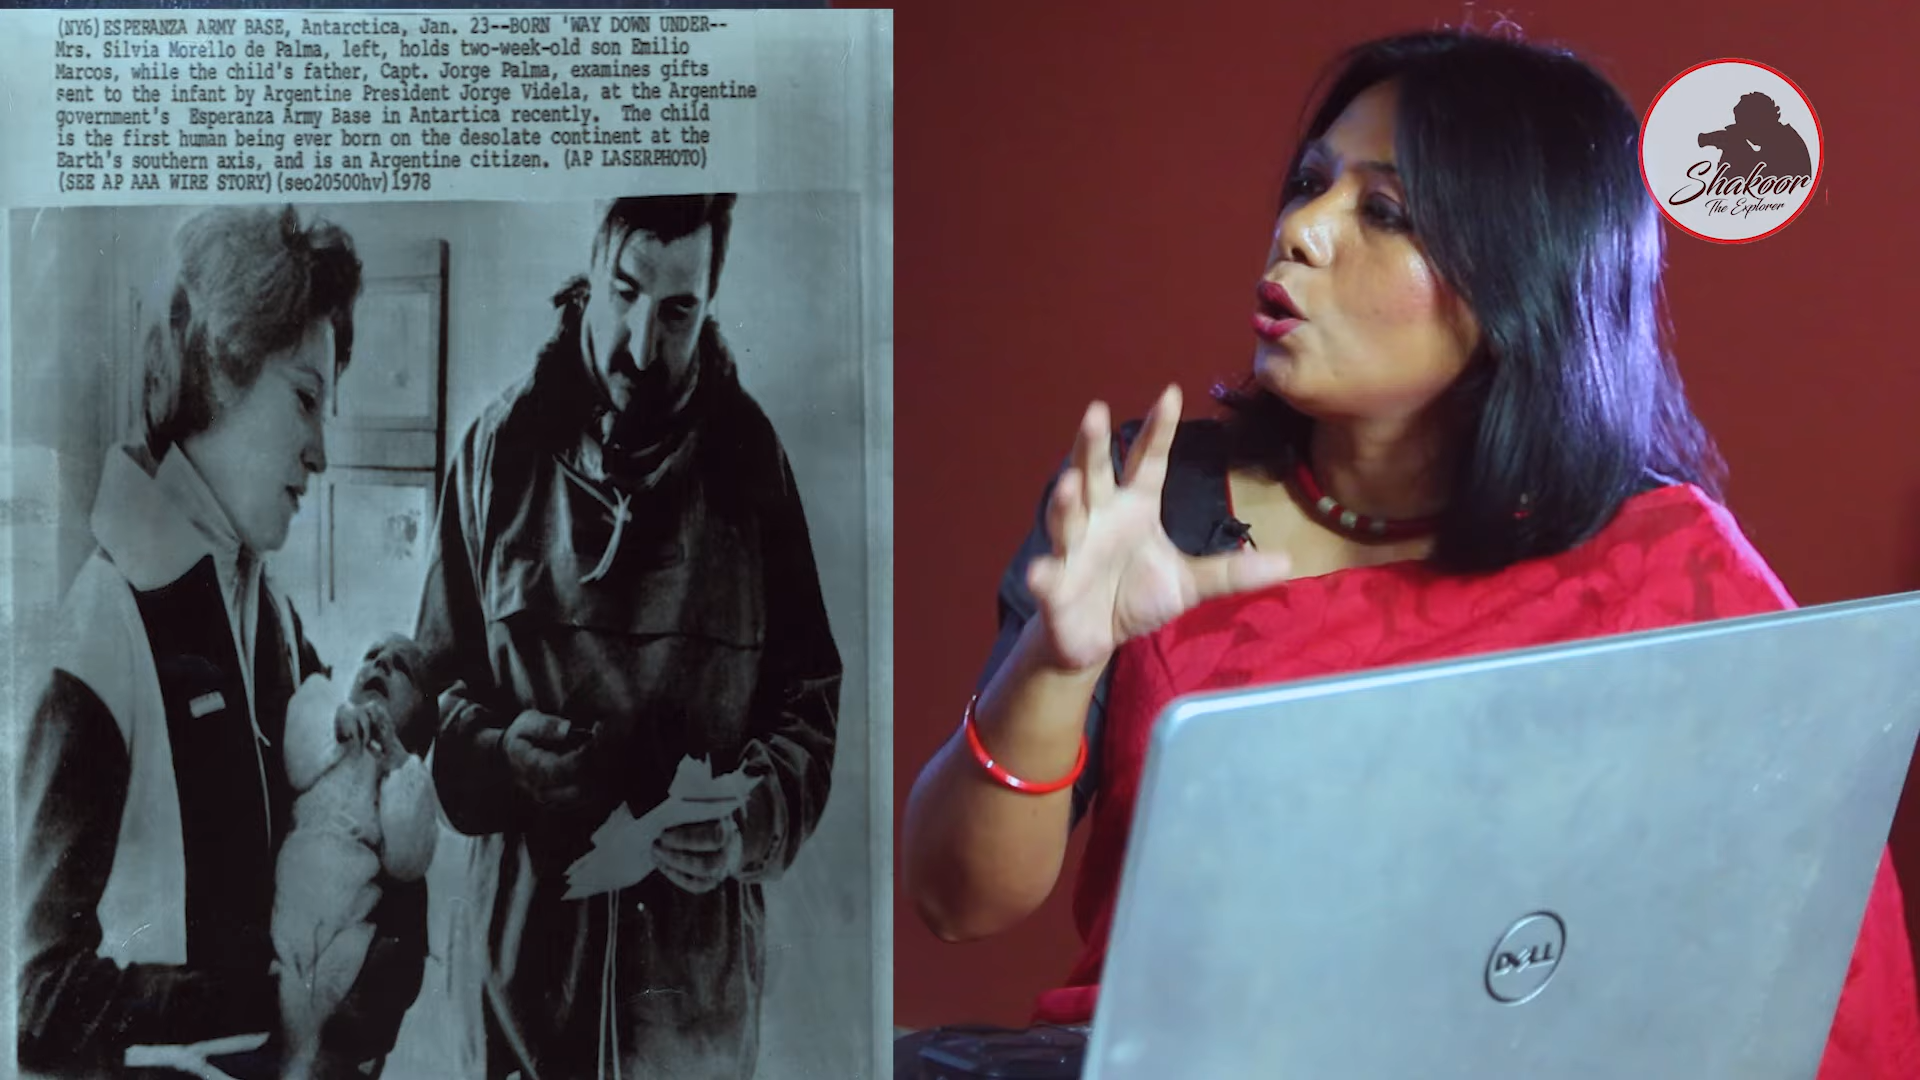 (NY6)ESPERANZA ARMY BASE, Antarctica, Jan. 23--BORN 'WAY DOWN UNDER--
Mrs. Silvia Morello de Palma, left, holds two-week-old son Emilio
Marcos, while the child's father, Capt. Jorge Palma, examines gifts
sent to the infant by Argentine President Jorge Videla, at the Argentine
government's Esperanza Army Base in Antartica recently. The child
is the first human being ever born on the desolate continent at the
Earth's southern axis, and is an Argentine citizen. (AP LASERPHOTO)
(SEE AP AAA WIRE STORY)(seo20500hv)1978
Shakoor
The Explorer
DELL